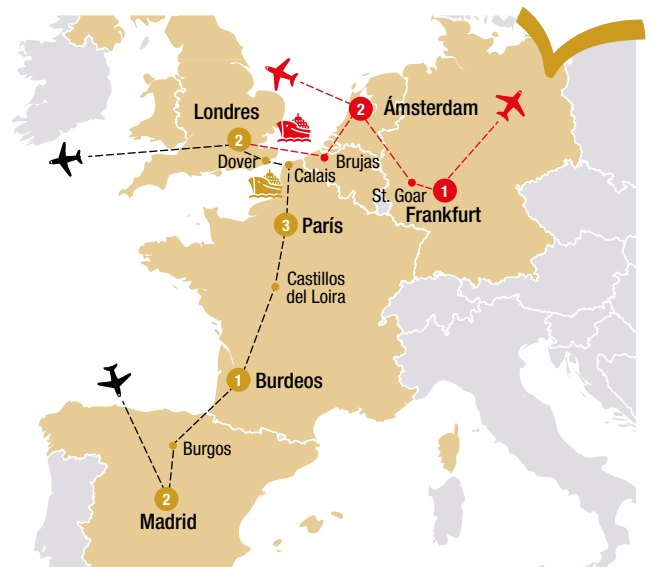 Londres
2
Dover
Calais
2
Ámsterdam
Brujas
St. Goar
1
Frankfurt
3
París
Castillos
del Loira
1
Burdeos
Burgos
2
Madrid